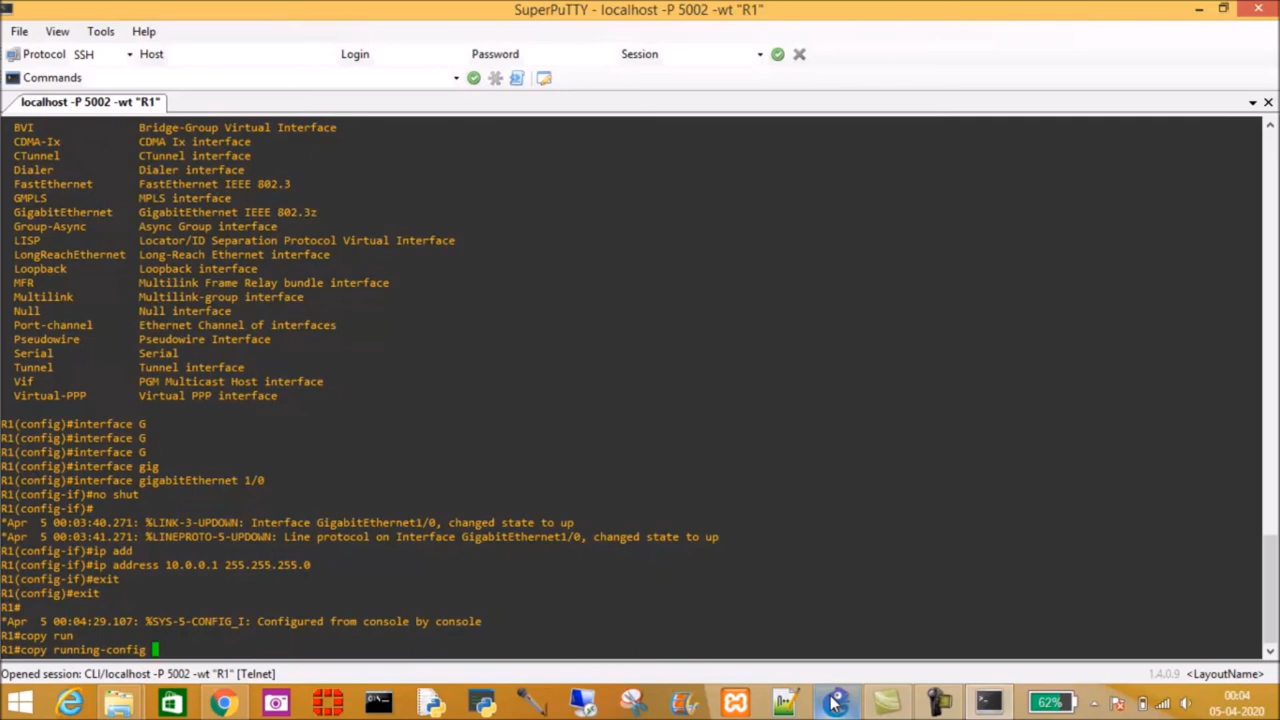 SuperPuTTY - localhost -P 5002 -wt "R1"
File View Tools Help
Protocol SSH Host Login Password Session
Commands
localhost -P 5002 -wt "R1"
BVI Bridge-Group Virtual Interface
CDMA-Ix CDMA Ix interface
CTunnel CTunnel interface
Dialer Dialer interface
FastEthernet FastEthernet IEEE 802.3
GMPLS MPLS interface
GigabitEthernet GigabitEthernet IEEE 802.3z
Group-Async Async Group interface
LISP Locator/ID Separation Protocol Virtual Interface
LongReachEthernet Long-Reach Ethernet interface
Loopback Loopback interface
MFR Multilink Frame Relay bundle interface
Multilink Multilink-group interface
Null Null interface
Port-channel Ethernet Channel of interfaces
Pseudowire Pseudowire Interface
Serial Serial
Tunnel Tunnel interface
Vif PGM Multicast Host interface
Virtual-PPP Virtual PPP interface
R1(config)#interface G
R1(config)#interface G
R1(config)#interface G
R1(config)#interface gig
R1(config)#interface gigabitEthernet 1/0
R1(config-if)#no shut
R1(config-if)#
*Apr 5 00:03:40.271: %LINK-3-UPDOWN: Interface GigabitEthernet1/0, changed state to up
*Apr 5 00:03:41.271: %LINEPROTO-5-UPDOWN: Line protocol on Interface GigabitEthernet1/0, changed state to up
R1(config-if)#ip add
R1(config-if)#ip address 10.0.0.1 255.255.255.0
R1(config-if)#exit
R1(config)#exit
R1#
*Apr 5 00:04:29.107: %SYS-5-CONFIG_I: Configured from console by console
R1#copy run
R1#copy running-config
Opened session: CLI/localhost -P 5002 -wt "R1" [Telnet] 1.4.0.9 <LayoutName>
62% 00:04
05-04-2020